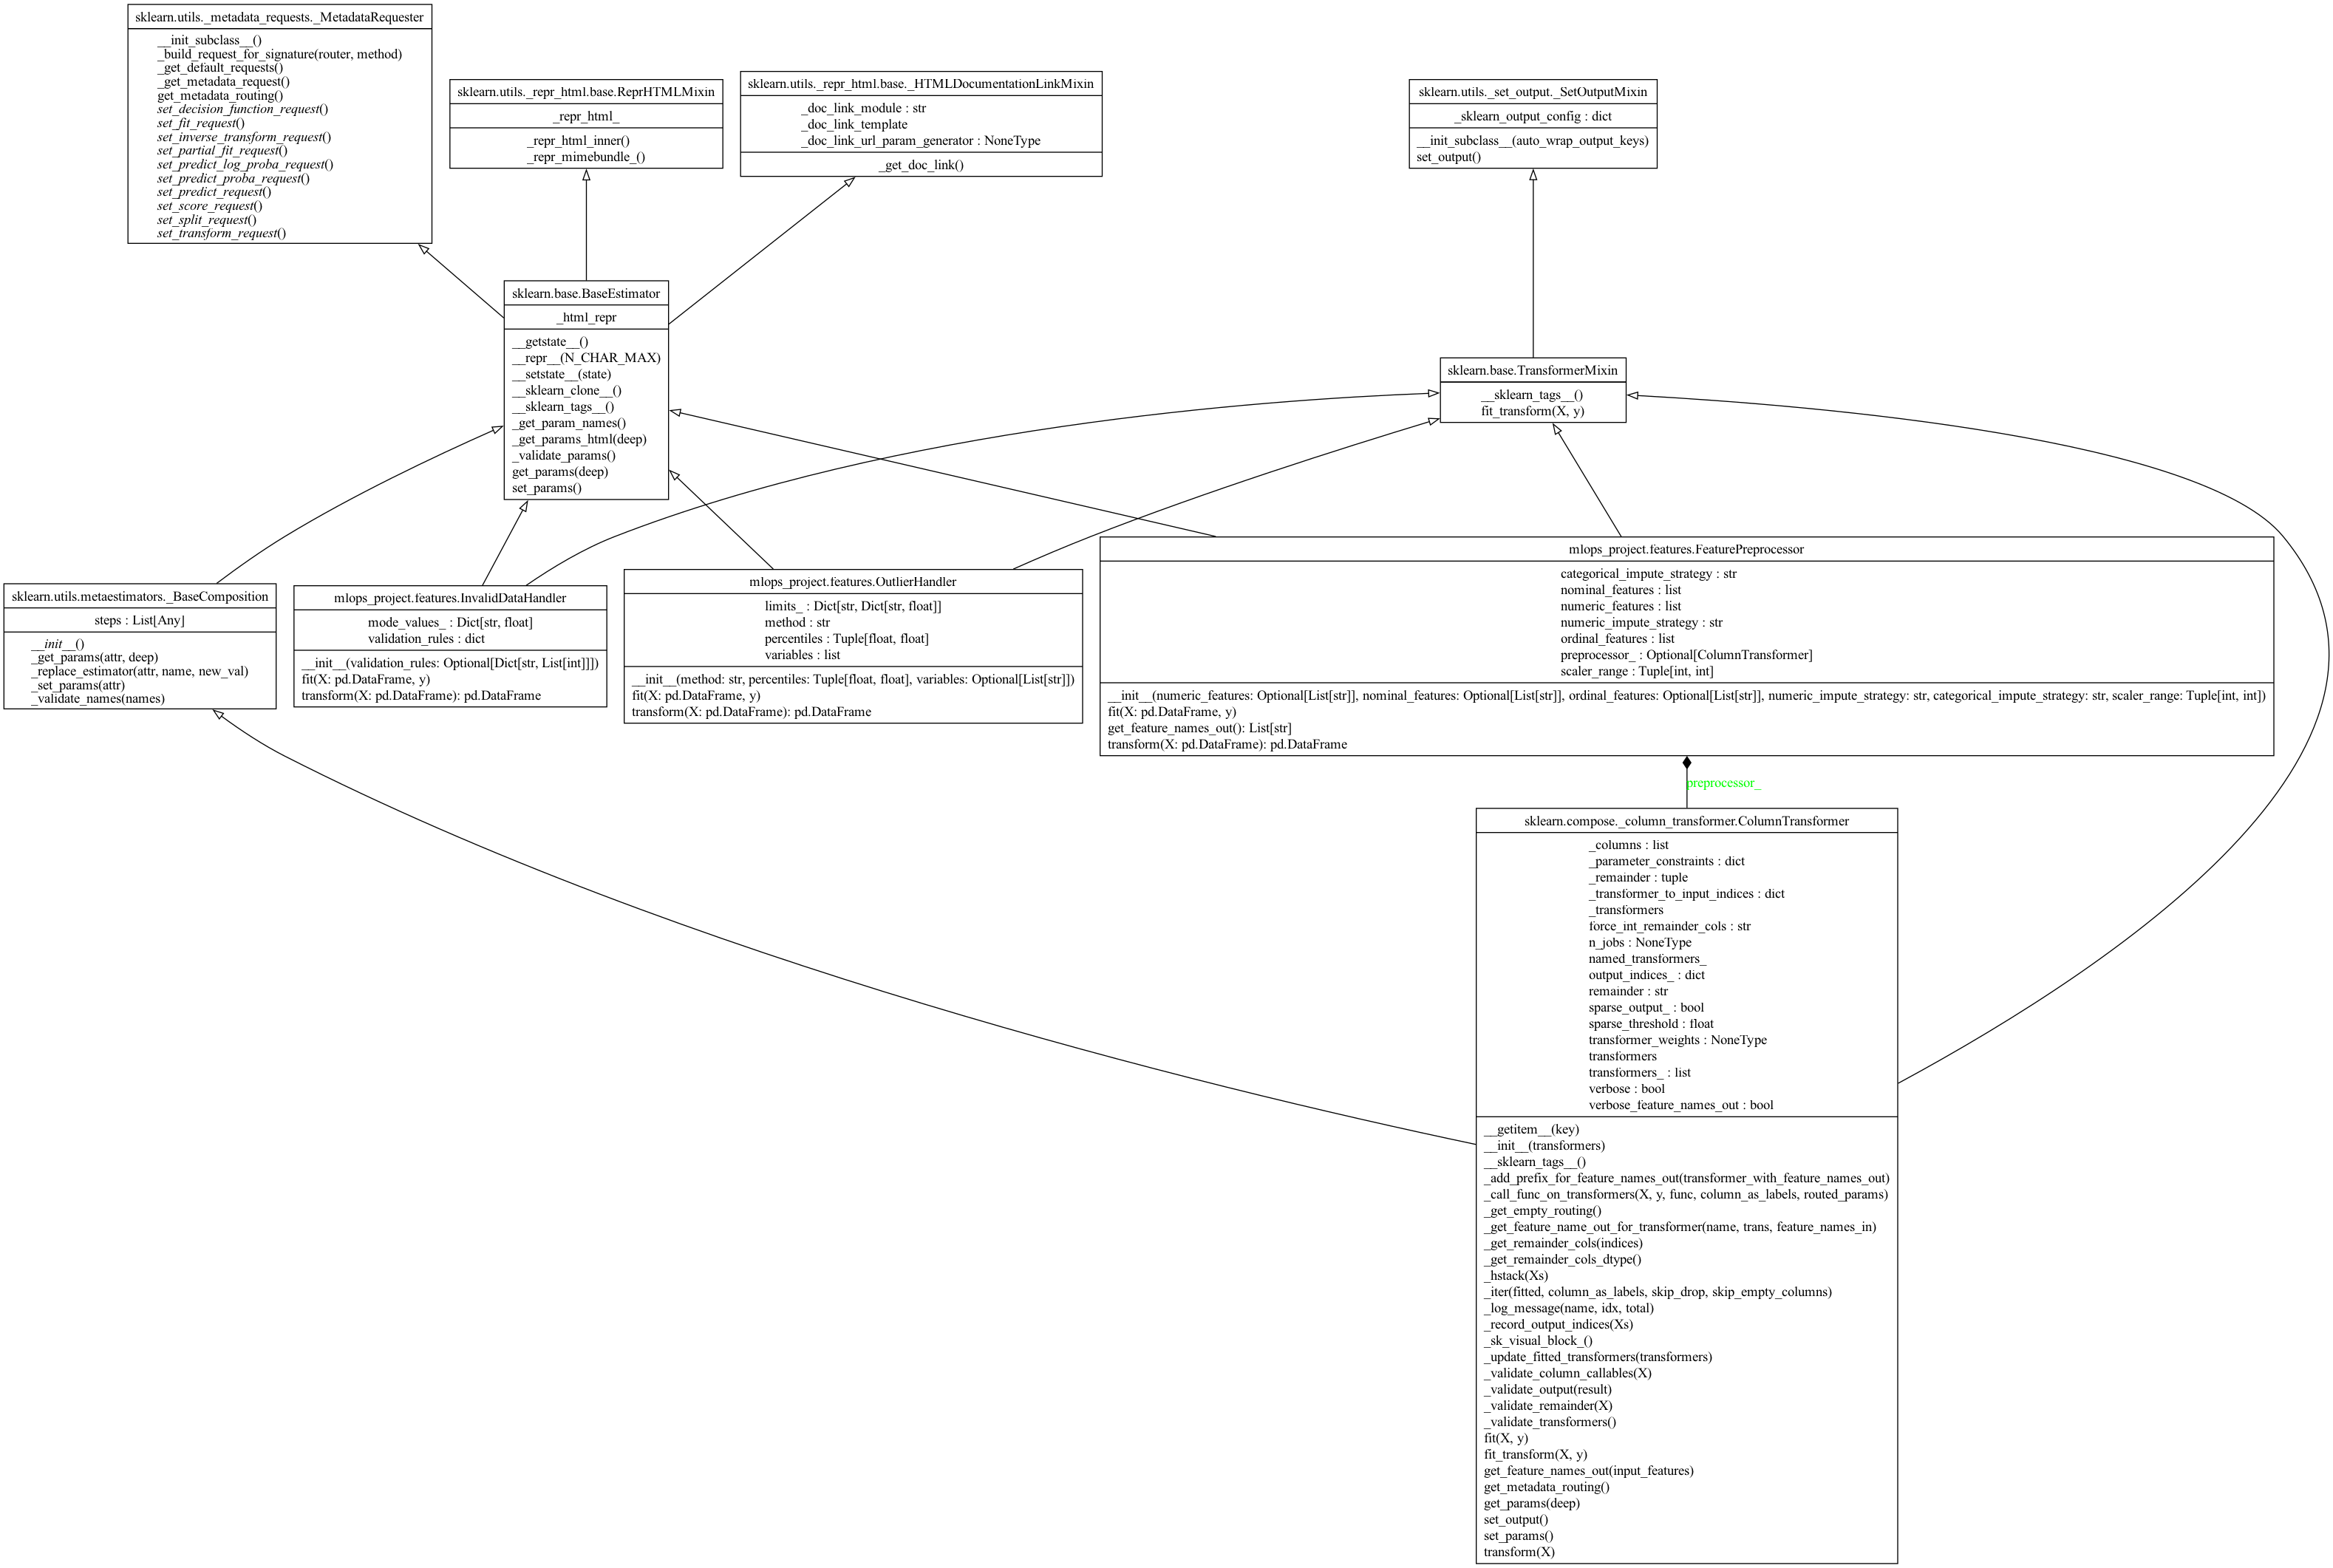 sklearn.utils._metadata_requests._MetadataRequester
__init_subclass__()
_build_request_for_signature(router, method)
_get_default_requests()
_get_metadata_request()
get_metadata_routing()
set_decision_function_request()
set_fit_request()
set_inverse_transform_request()
set_partial_fit_request()
set_predict_log_proba_request()
set_predict_proba_request()
set_predict_request()
set_score_request()
set_split_request()
set_transform_request()
sklearn.utils._repr_html.base.ReprHTMLMixin
_repr_html_
_repr_html_inner()
_repr_mimebundle_()
sklearn.utils._repr_html.base._HTMLDocumentationLinkMixin
_doc_link_module : str
_doc_link_template
_doc_link_url_param_generator : NoneType
_get_doc_link()
sklearn.utils._set_output._SetOutputMixin
_sklearn_output_config : dict
__init_subclass__(auto_wrap_output_keys)
set_output()
sklearn.base.BaseEstimator
_html_repr
__getstate__()
__repr__(N_CHAR_MAX)
__setstate__(state)
__sklearn_clone__()
__sklearn_tags__()
_get_param_names()
_get_params_html(deep)
_validate_params()
get_params(deep)
set_params()
sklearn.base.TransformerMixin
__sklearn_tags__()
fit_transform(X, y)
sklearn.utils.metaestimators._BaseComposition
steps : List[Any]
__init__()
_get_params(attr, deep)
_replace_estimator(attr, name, new_val)
_set_params(attr)
_validate_names(names)
mlops_project.features.InvalidDataHandler
mode_values_ : Dict[str, float]
validation_rules : dict
__init__(validation_rules: Optional[Dict[str, List[int]]])
fit(X: pd.DataFrame, y)
transform(X: pd.DataFrame): pd.DataFrame
mlops_project.features.OutlierHandler
limits_ : Dict[str, Dict[str, float]]
method : str
percentiles : Tuple[float, float]
variables : list
__init__(method: str, percentiles: Tuple[float, float], variables: Optional[List[str]])
fit(X: pd.DataFrame, y)
transform(X: pd.DataFrame): pd.DataFrame
mlops_project.features.FeaturePreprocessor
categorical_impute_strategy : str
nominal_features : list
numeric_features : list
numeric_impute_strategy : str
ordinal_features : list
preprocessor_ : Optional[ColumnTransformer]
scaler_range : Tuple[int, int]
__init__(numeric_features: Optional[List[str]], nominal_features: Optional[List[str]], ordinal_features: Optional[List[str]], numeric_impute_strategy: str, categorical_impute_strategy: str, scaler_range: Tuple[int, int])
fit(X: pd.DataFrame, y)
get_feature_names_out(): List[str]
transform(X: pd.DataFrame): pd.DataFrame
preprocessor_
sklearn.compose._column_transformer.ColumnTransformer
_columns : list
_parameter_constraints : dict
_remainder : tuple
_transformer_to_input_indices : dict
_transformers
force_int_remainder_cols : str
n_jobs : NoneType
named_transformers_
output_indices_ : dict
remainder : str
sparse_output_ : bool
sparse_threshold : float
transformer_weights : NoneType
transformers
transformers_ : list
verbose : bool
verbose_feature_names_out : bool
__getitem__(key)
__init__(transformers)
__sklearn_tags__()
_add_prefix_for_feature_names_out(transformer_with_feature_names_out)
_call_func_on_transformers(X, y, func, column_as_labels, routed_params)
_get_empty_routing()
_get_feature_name_out_for_transformer(name, trans, feature_names_in)
_get_remainder_cols(indices)
_get_remainder_cols_dtype()
_hstack(Xs)
_iter(fitted, column_as_labels, skip_drop, skip_empty_columns)
_log_message(name, idx, total)
_record_output_indices(Xs)
_sk_visual_block_()
_update_fitted_transformers(transformers)
_validate_column_callables(X)
_validate_output(result)
_validate_remainder(X)
_validate_transformers()
fit(X, y)
fit_transform(X, y)
get_feature_names_out(input_features)
get_metadata_routing()
get_params(deep)
set_output()
set_params()
transform(X)